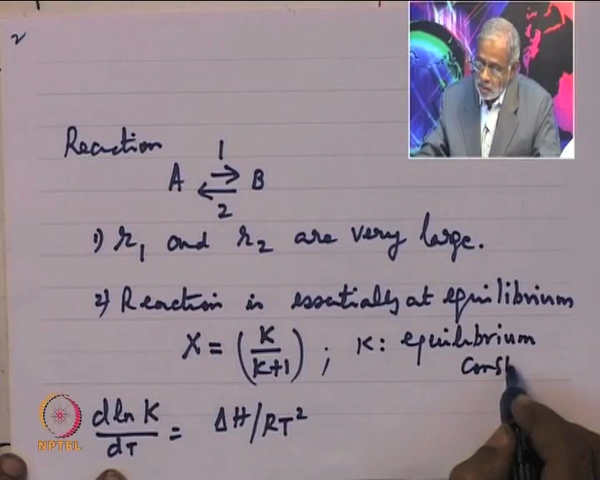 2
Reaction
1
A ⇌ B
2
1) r₁ and r₂ are very large.
2) Reaction is essentially at equilibrium
X = (K/(K+1)) ; K: equilibrium
Const
d ln K/dT = ΔH/RT²
NPTEL